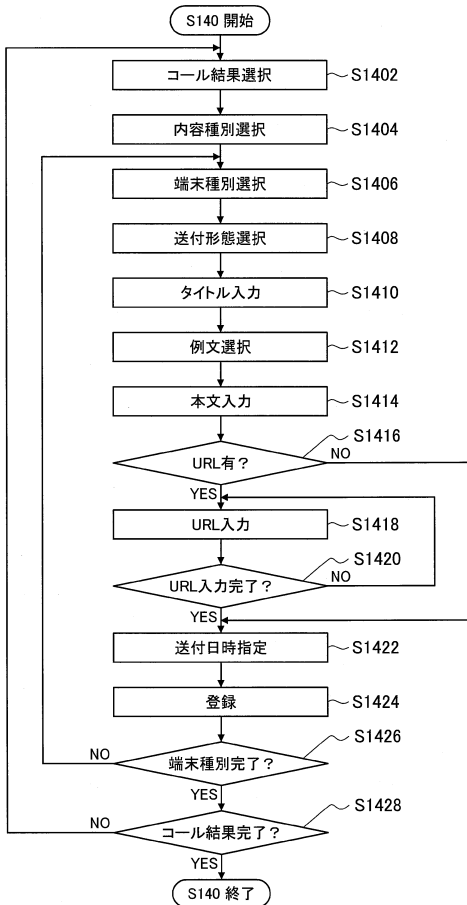 S140 開始
コール結果選択 S1402
内容種別選択 S1404
端末種別選択 S1406
送付形態選択 S1408
タイトル入力 S1410
例文選択 S1412
本文入力 S1414
S1416
URL有? NO
YES
URL入力 S1418
S1420
URL入力完了? NO
YES
送付日時指定 S1422
登録 S1424
S1426
NO 端末種別完了?
YES
S1428
NO コール結果完了?
YES
S140 終了